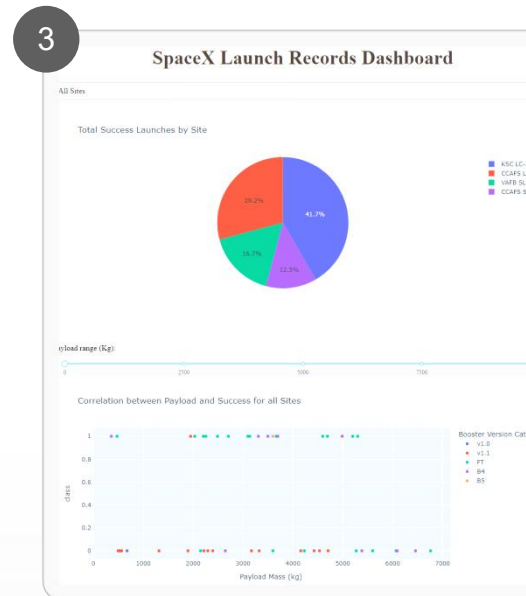 3
SpaceX Launch Records Dashboard
All Sites
Total Success Launches by Site
KSC LC-
CCAFS L
VAFB SL
CCAFS S
29.2%
41.7%
16.7%
12.5%
yload range (Kg):
0 2500 5000 7500
Correlation between Payload and Success for all Sites
Booster Version Cat
v1.0
v1.1
FT
B4
B5
1
0.8
0.6
0.4
0.2
0
class
0 1000 2000 3000 4000 5000 6000 7000
Payload Mass (kg)